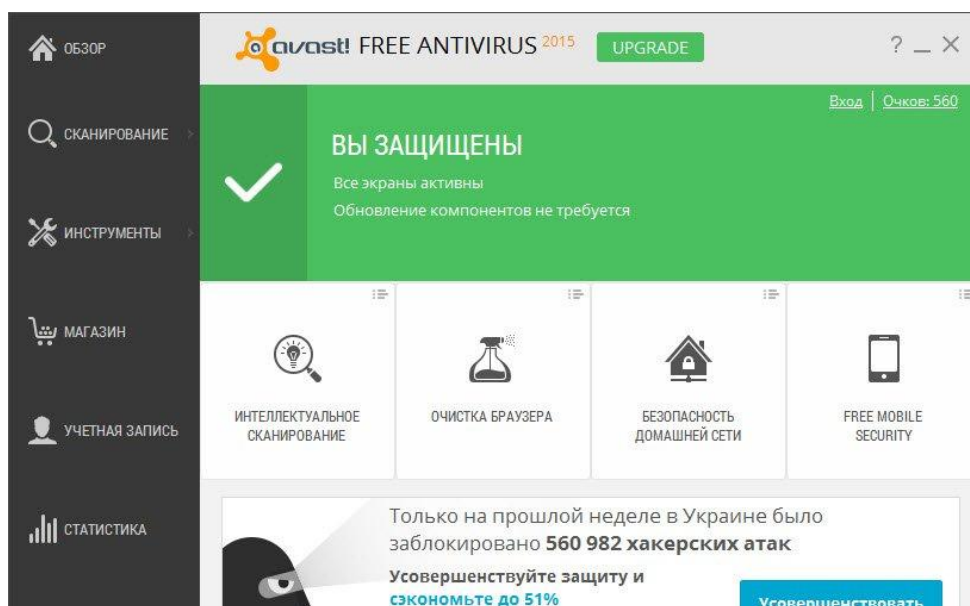 ОБЗОР
avast! FREE ANTIVIRUS 2015
UPGRADE
?
Вход
Очков: 560
СКАНИРОВАНИЕ
ВЫ ЗАЩИЩЕНЫ
Все экраны активны
Обновление компонентов не требуется
ИНСТРУМЕНТЫ
МАГАЗИН
УЧЕТНАЯ ЗАПИСЬ
СТАТИСТИКА
ИНТЕЛЛЕКТУАЛЬНОЕ
СКАНИРОВАНИЕ
ОЧИСТКА БРАУЗЕРА
БЕЗОПАСНОСТЬ
ДОМАШНЕЙ СЕТИ
FREE MOBILE
SECURITY
Только на прошлой неделе в Украине было
заблокировано 560 982 хакерских атак
Усовершенствуйте защиту и
сэкономьте до 51%
Усовершенствовать